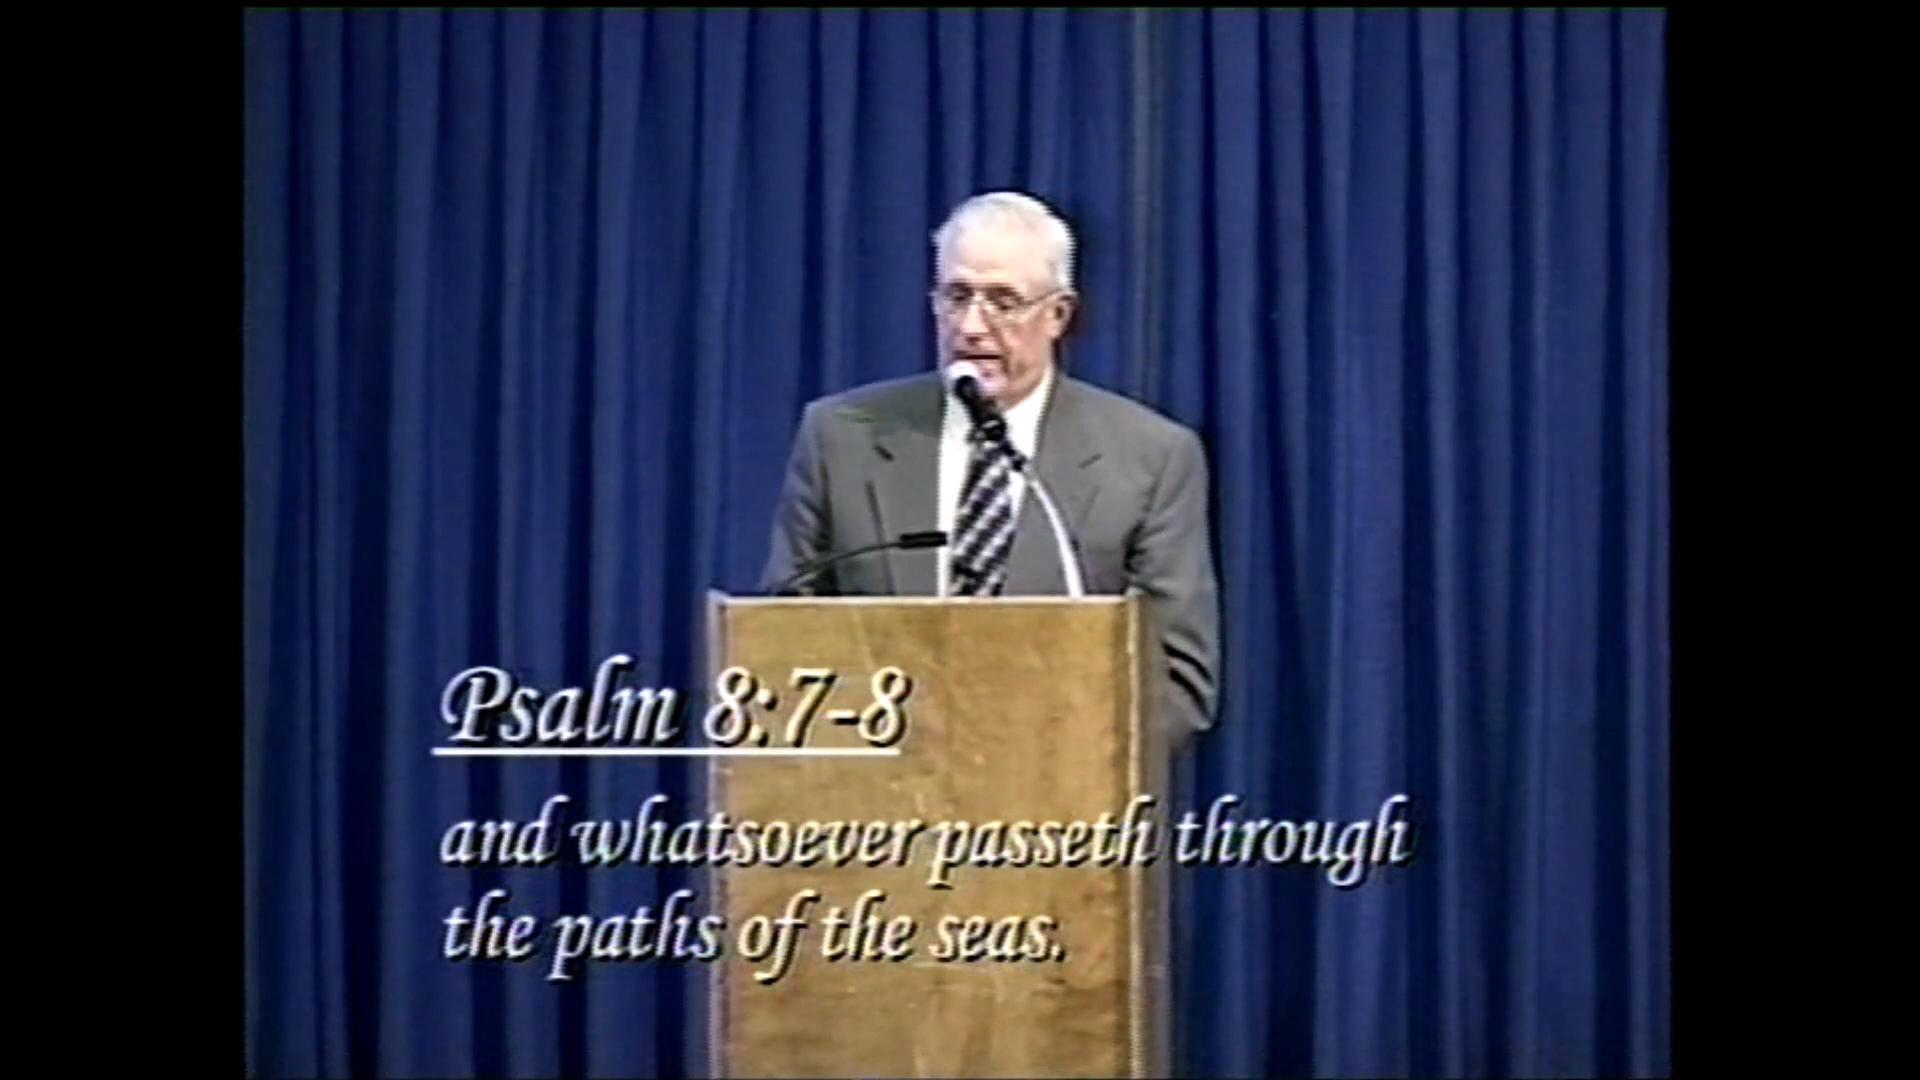 Psalm 8:7-8
and whatsoever passeth through
the paths of the seas.